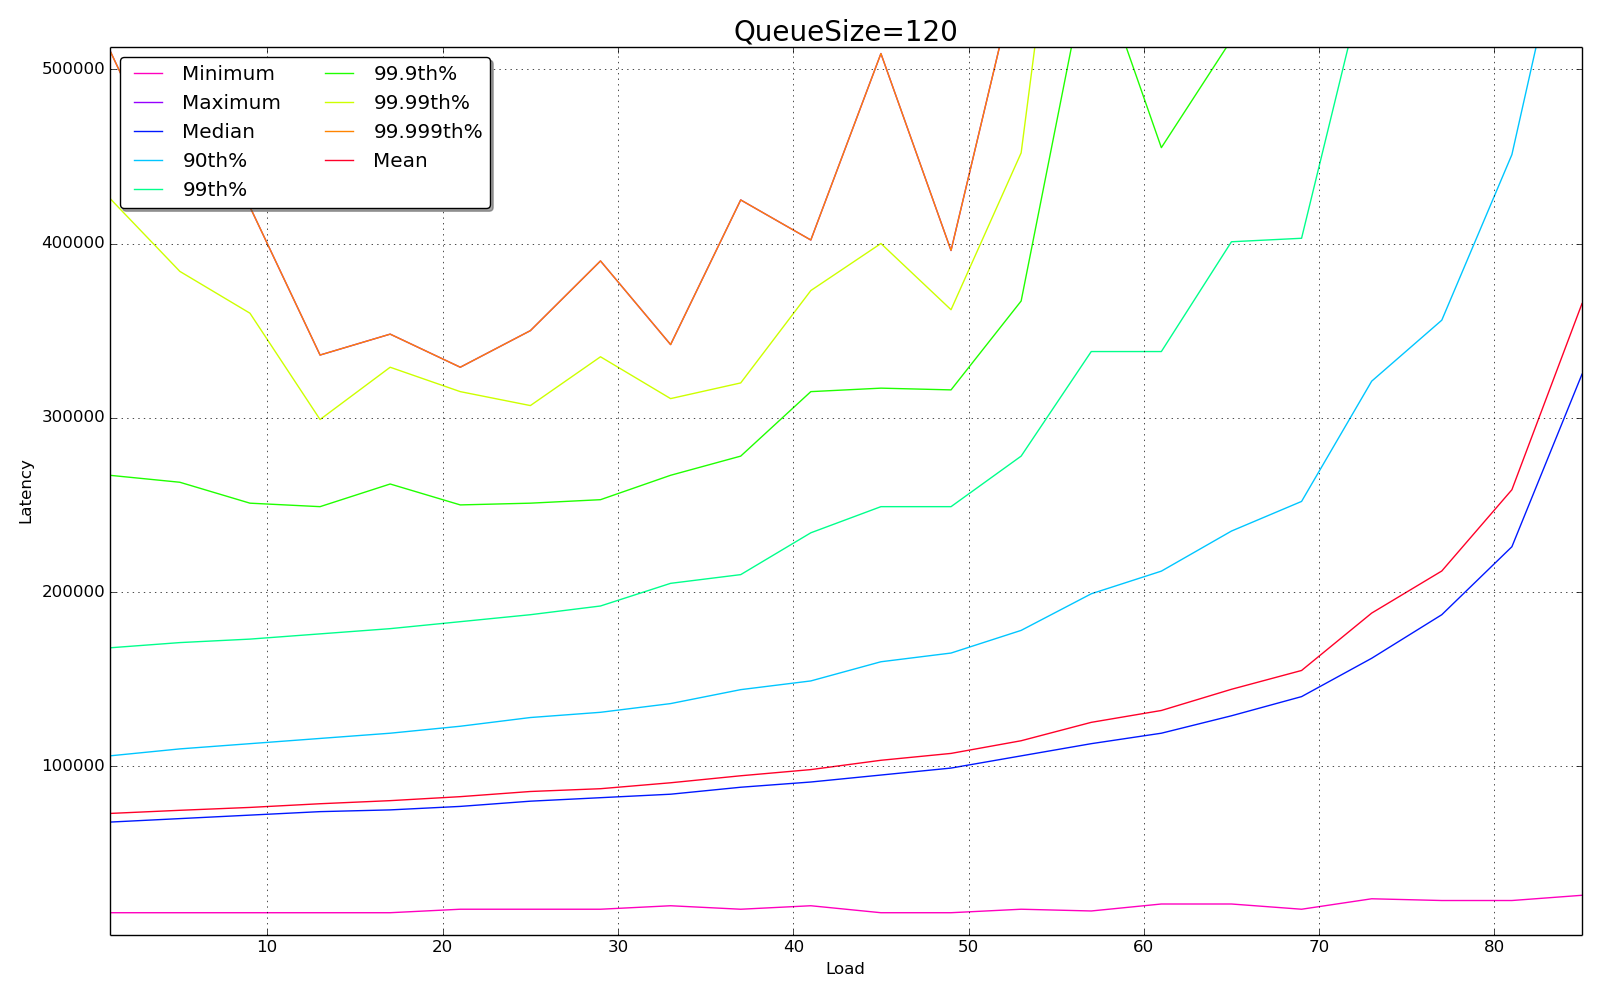 QueueSize=120
Minimum
Maximum
Median
90th%
99th%
99.9th%
99.99th%
99.999th%
Mean
500000
400000
300000
200000
100000
Latency
10 20 30 40 50 60 70 80
Load